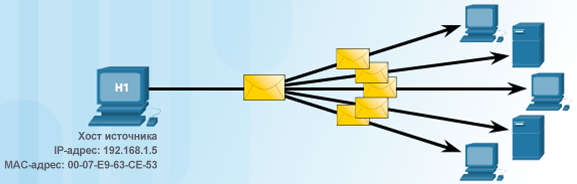 H1
Хост источника
IP-адрес: 192.168.1.5
MAC-адрес: 00-07-E9-63-CE-53